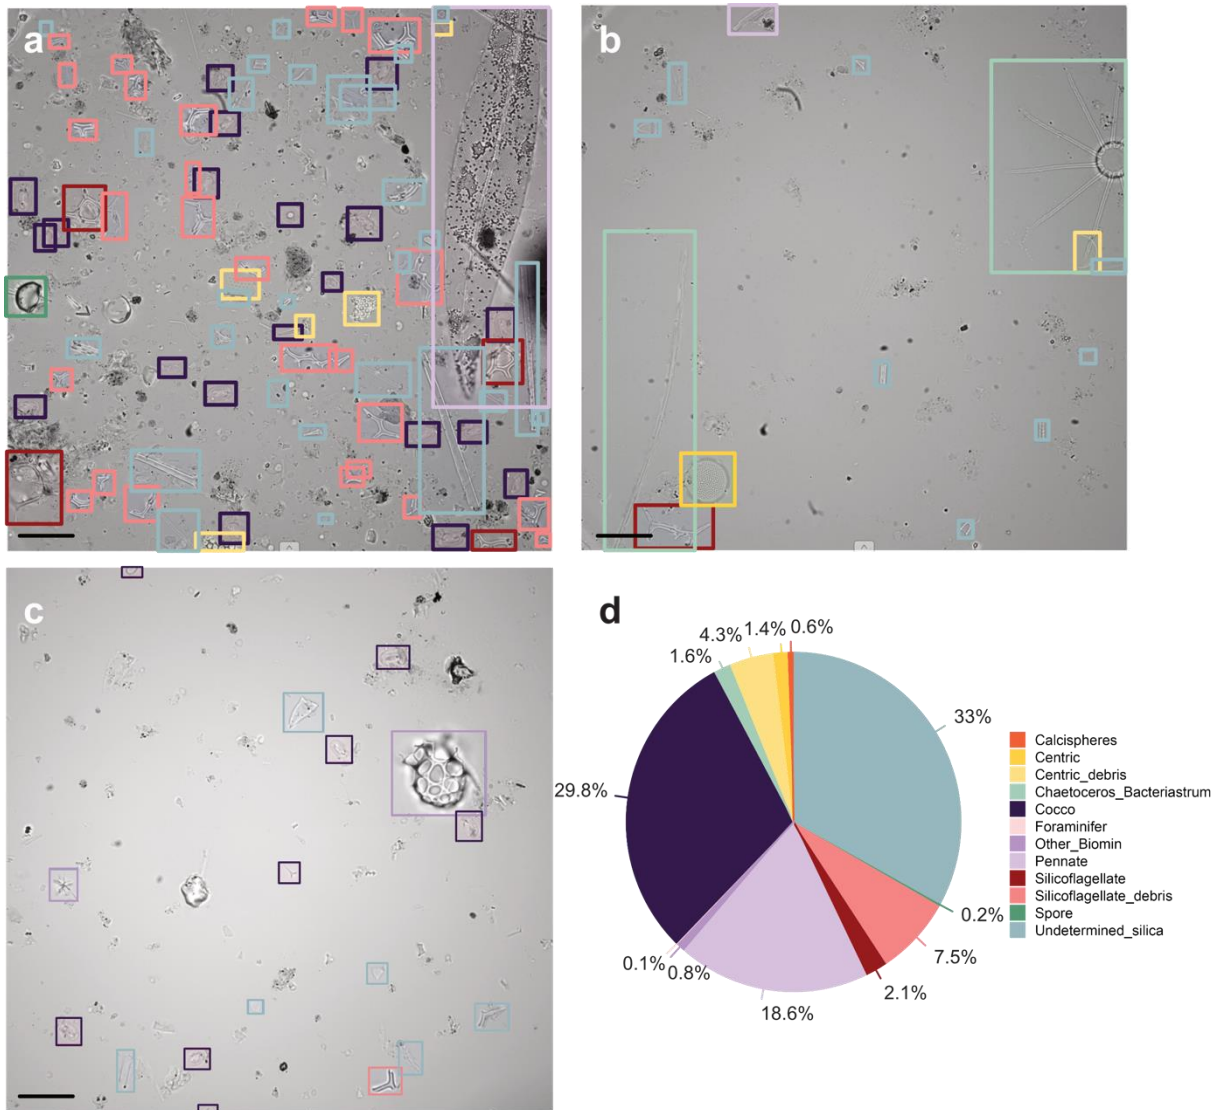 a
b
c
d
0.6%
1.4%
4.3%
1.6%
33%
29.8%
0.2%
7.5%
2.1%
18.6%
0.8%
0.1%
Calcispheres
Centric
Centric_debris
Chaetoceros_Bacteriastrum
Cocco
Foraminifer
Other_Biomin
Pennate
Silicoflagellate
Silicoflagellate_debris
Spore
Undetermined_silica